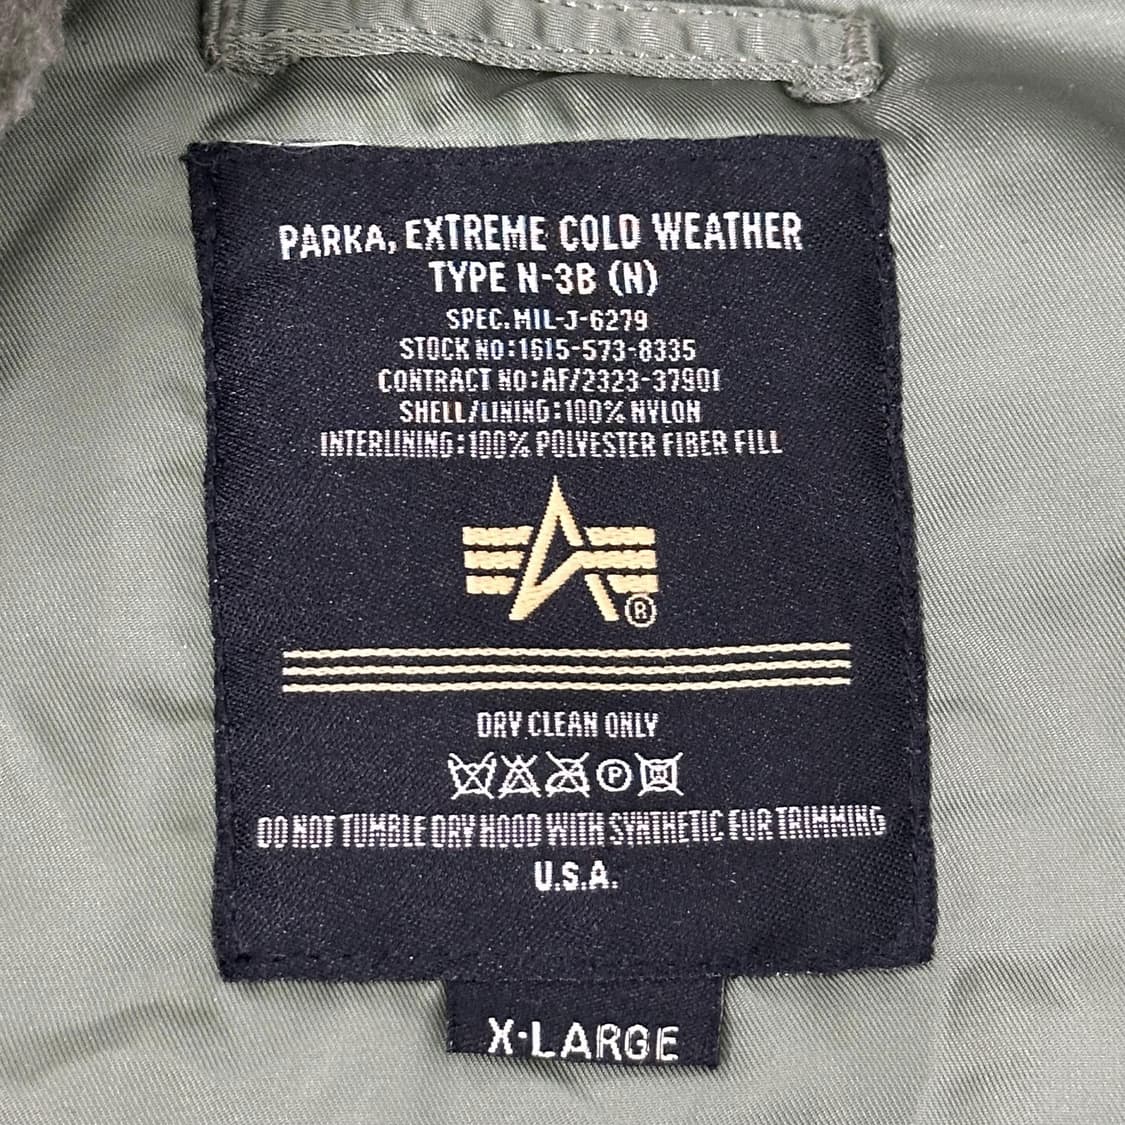 PARKA, EXTREME COLD WEATHER
TYPE N-3B (N)
SPEC.MIL-J-6279
STOCK NO:1615-573-8335
CONTRACT NO:AF/2323-37901
SHELL/LINING:100% NYLON
INTERLINING:100% POLYESTER FIBER FILL
®
DRY CLEAN ONLY
P
DO NOT TUMBLE DRY HOOD WITH SYNTHETIC FUR TRIMMING
U.S.A.
X-LARGE